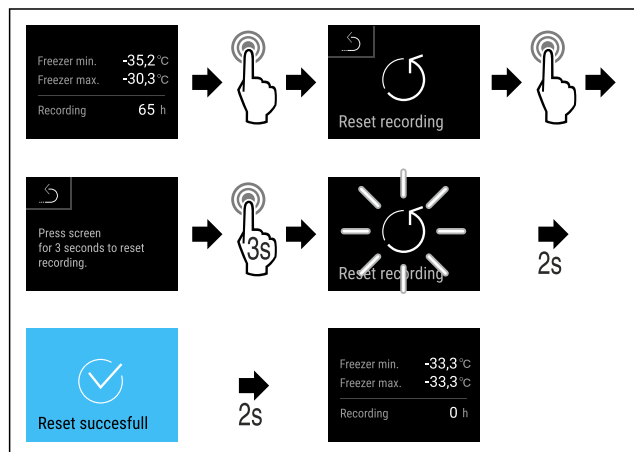 Freezer min. -35,2°C
Freezer max. -30,3°C
Recording 65 h
Reset recording
Press screen
for 3 seconds to reset
recording.
3s
Reset recording
2s
Reset succesfull
2s
Freezer min. -33,3°C
Freezer max. -33,3°C
Recording 0 h